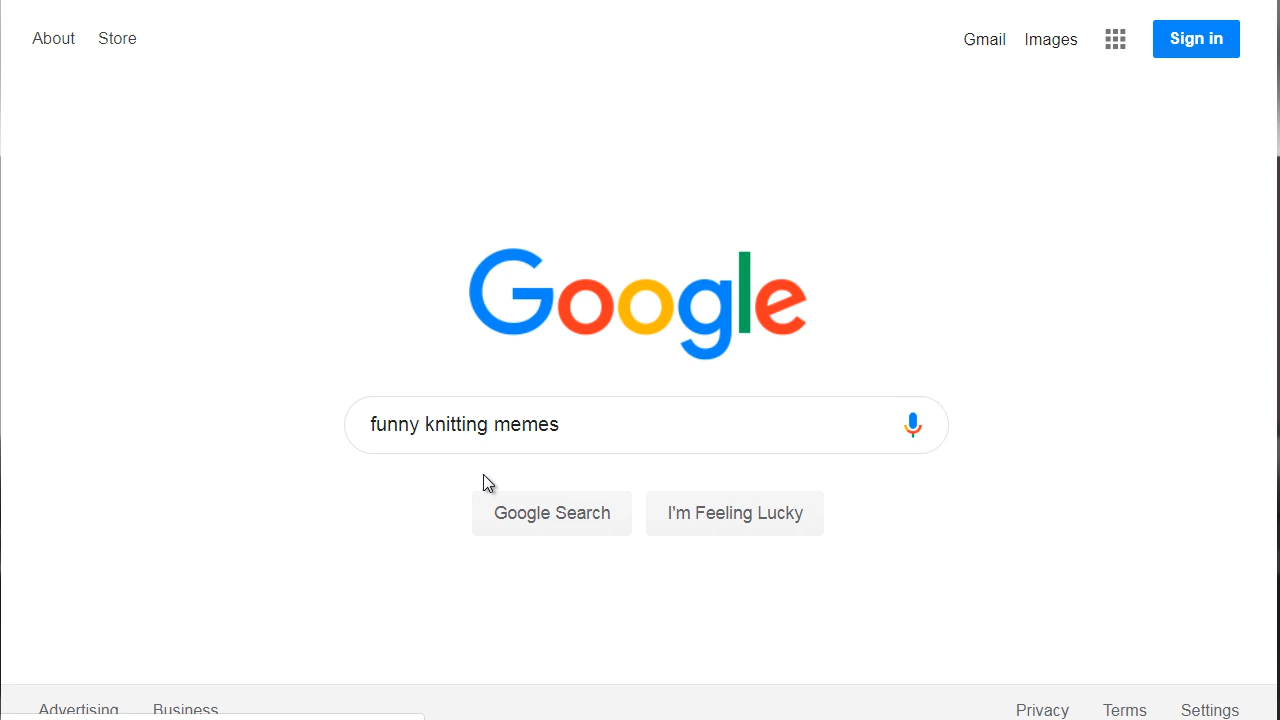 About Store
Gmail Images Sign in
Google
funny knitting memes
Google Search I'm Feeling Lucky
Advertising Business
Privacy Terms Settings